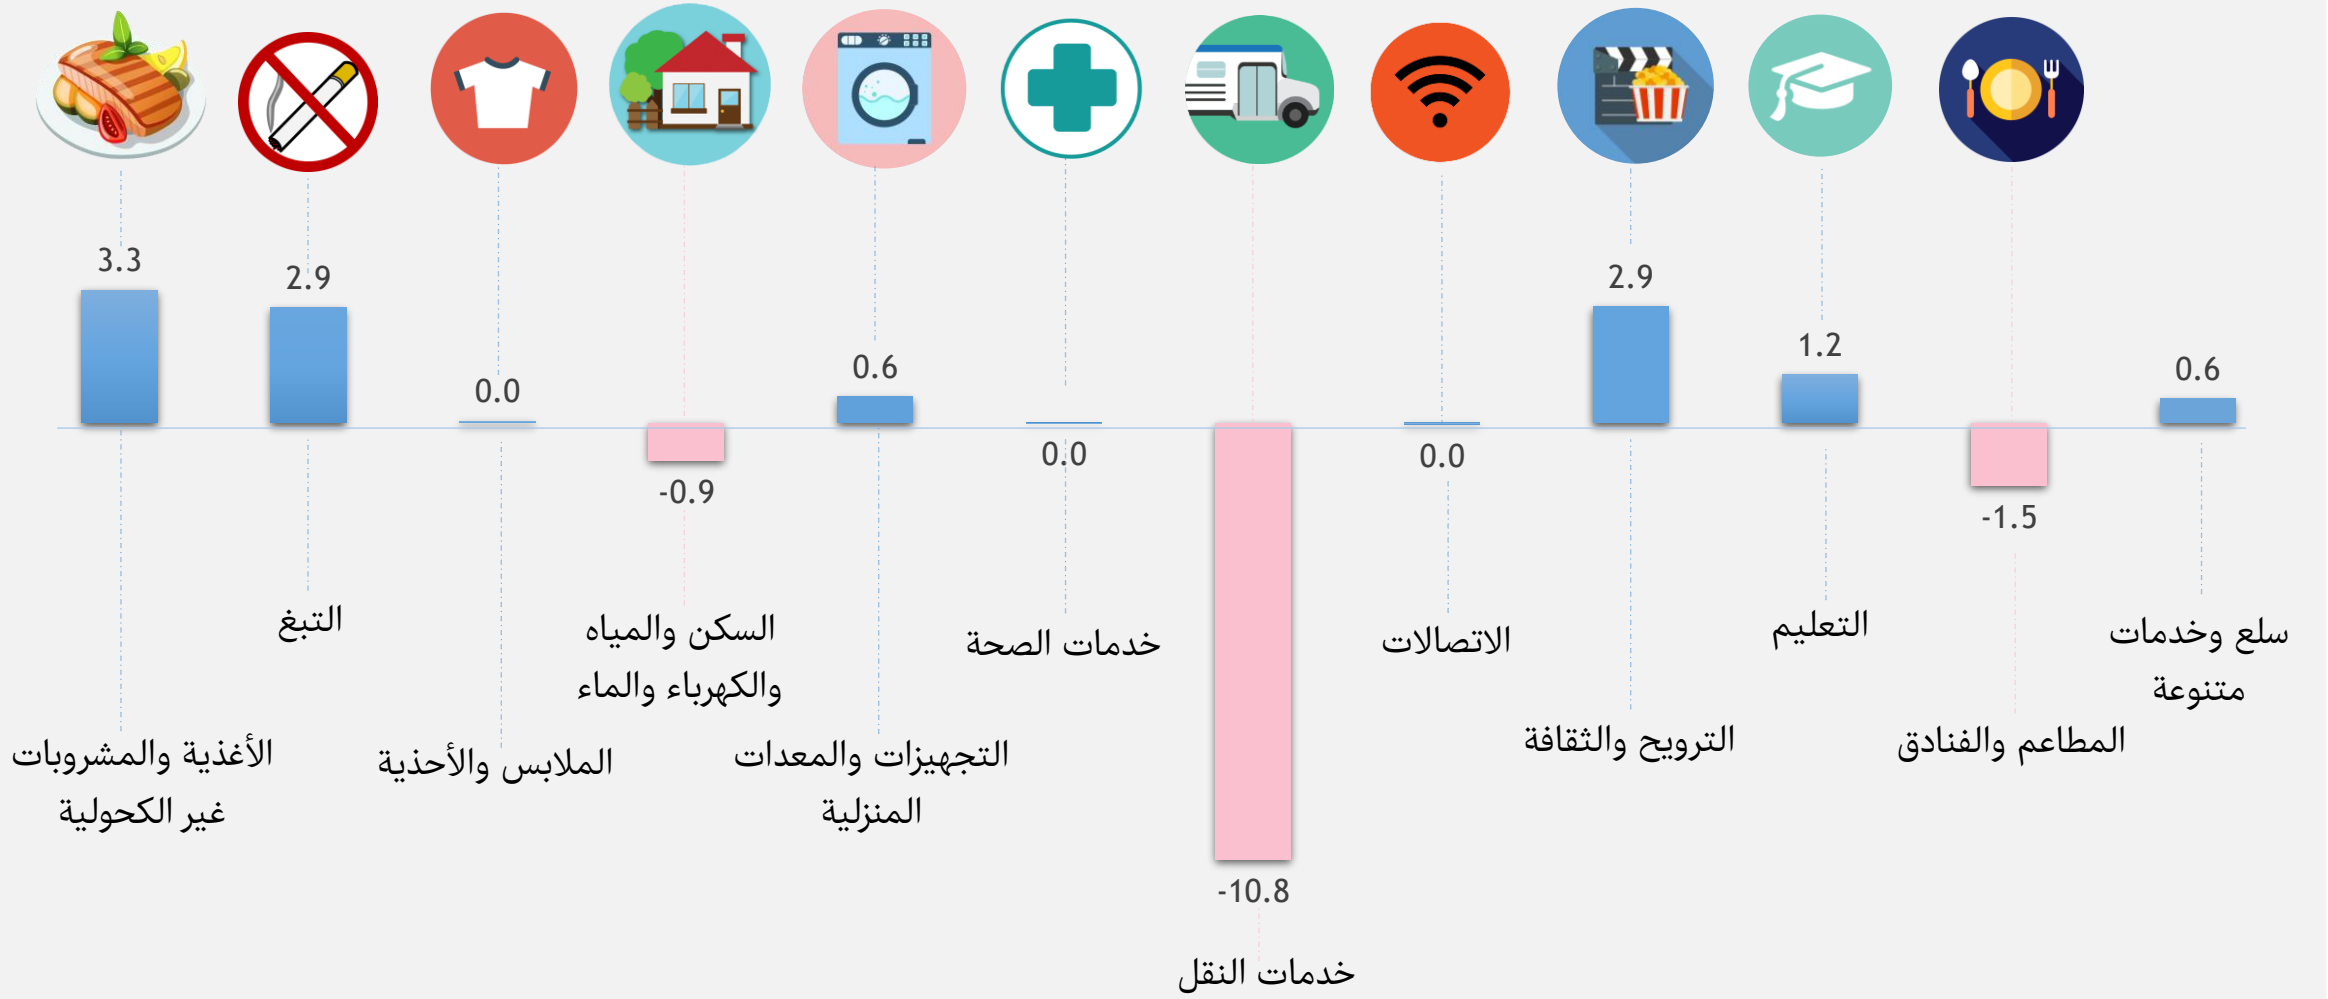 3.3
2.9
0.0
-0.9
0.6
0.0
-10.8
0.0
2.9
1.2
-1.5
0.6
الأغذية والمشروبات
غير الكحولية
التبغ
الملابس والأحذية
السكن والمياه
والكهرباء والماء
التجهيزات والمعدات
المنزلية
خدمات الصحة
خدمات النقل
الاتصالات
الترويح والثقافة
التعليم
المطاعم والفنادق
سلع وخدمات
متنوعة